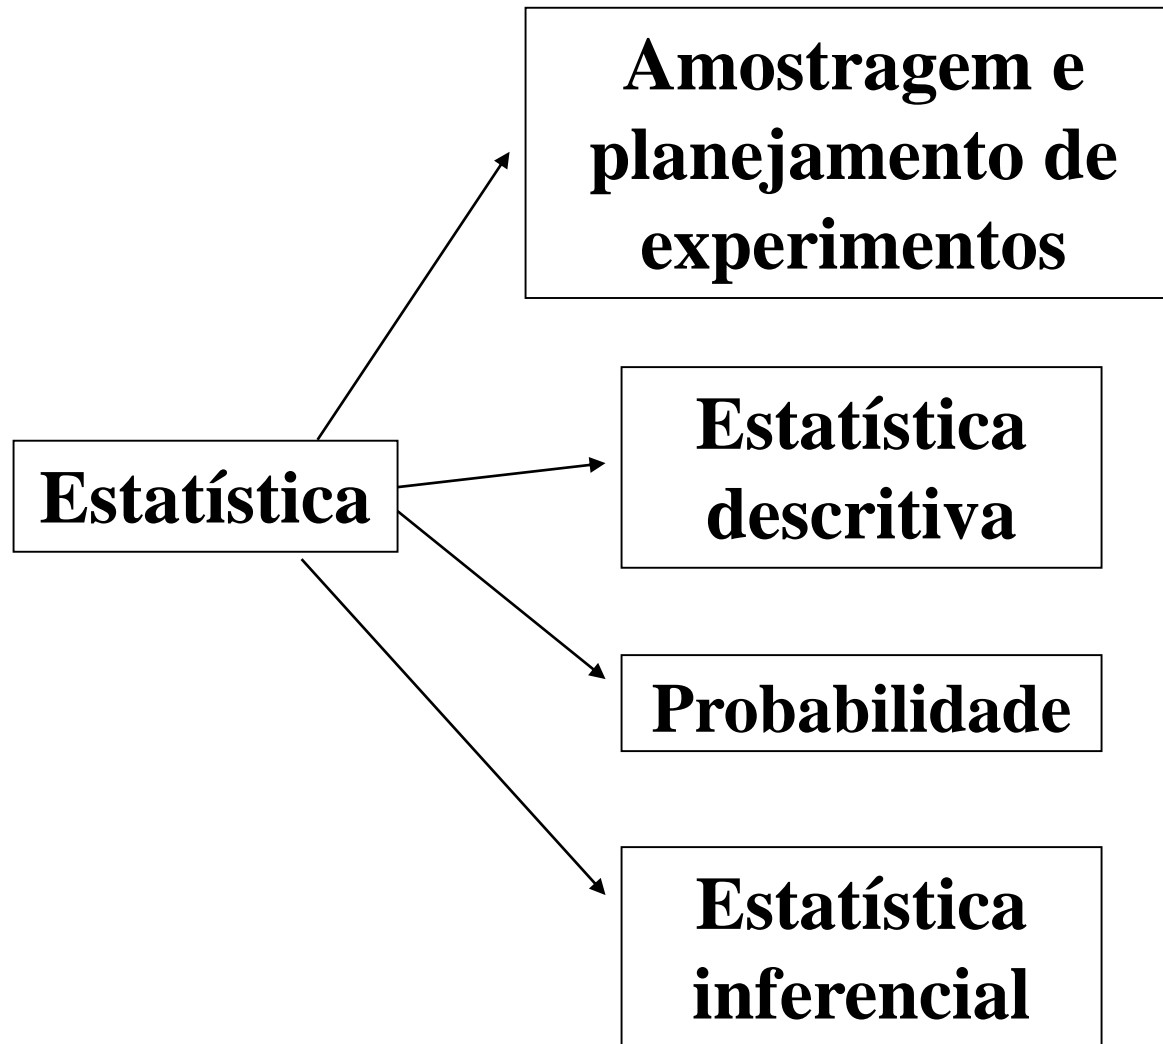 Amostragem e
planejamento de
experimentos
Estatística
Estatística
descritiva
Probabilidade
Estatística
inferencial